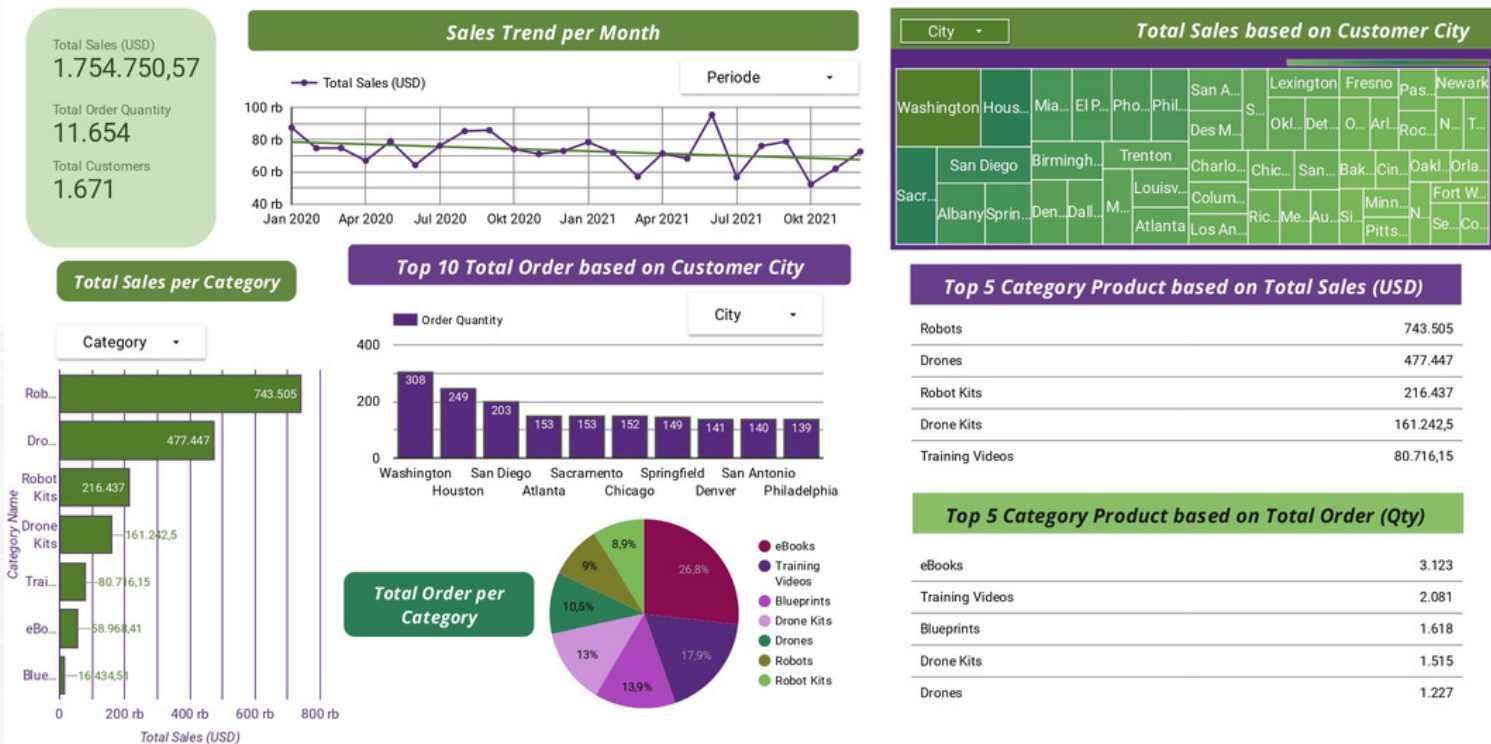 Total Sales (USD)
1.754.750,57
Total Order Quantity
11.654
Total Customers
1.671
Sales Trend per Month
Total Sales (USD)
Periode
100 rb
80 rb
60 rb
40 rb
Jan 2020 Apr 2020 Jul 2020 Okt 2020 Jan 2021 Apr 2021 Jul 2021 Okt 2021
City
Total Sales based on Customer City
Washington
Hous...
Sacr...
San Diego
Albany
Sprin...
Mia...
El P...
Pho...
Phil...
Birmingh...
Trenton
Den...
Dall...
M...
Louisv...
Atlanta
San A...
Des M...
S...
Lexington
Fresno
Pas...
Newark
Okl...
Det...
O...
Arl...
Roc...
N...
T...
Charlo...
Colum...
Los An...
Chic...
San...
Bak...
Cin...
Oakl...
Orla...
Ric...
Me...
Au...
Si...
Minn...
Pitts...
N...
Fort W...
Se...
Co...
Total Sales per Category
Category
Category Name
Rob...
743.505
Dro...
477.447
Robot
Kits
216.437
Drone
Kits
161.242,5
Trai...
80.716,15
eBo...
58.968,41
Blue...
16.434,51
0 200 rb 400 rb 600 rb 800 rb
Total Sales (USD)
Top 10 Total Order based on Customer City
Order Quantity
City
400
200
0
308 249 203 153 153 152 149 141 140 139
Washington San Diego Sacramento Springfield San Antonio
Houston Atlanta Chicago Denver Philadelphia
Total Order per
Category
26,8%
17,9%
13,9%
13%
10,5%
9%
8,9%
eBooks
Training
Videos
Blueprints
Drone Kits
Drones
Robots
Robot Kits
Top 5 Category Product based on Total Sales (USD)
Robots 743.505
Drones 477.447
Robot Kits 216.437
Drone Kits 161.242,5
Training Videos 80.716,15
Top 5 Category Product based on Total Order (Qty)
eBooks 3.123
Training Videos 2.081
Blueprints 1.618
Drone Kits 1.515
Drones 1.227